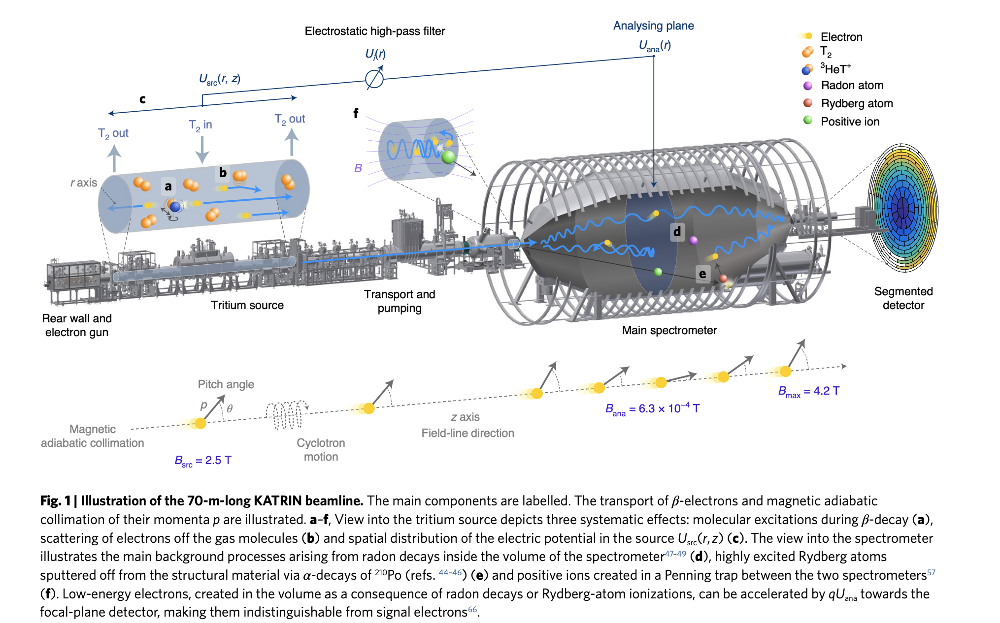 Electrostatic high-pass filter
Analysing plane
Uana(r)
Ui(r)
Usrc(r, z)
Electron
T2
3HeT+
Radon atom
Rydberg atom
Positive ion
c
T2 out
T2 in
T2 out
f
B
r axis
a
b
d
e
Segmented
detector
Tritium source
Transport and
pumping
Rear wall and
electron gun
Main spectrometer
Pitch angle
p
θ
Magnetic
adiabatic collimation
Bsrc = 2.5 T
Cyclotron
motion
z axis
Field-line direction
Bana = 6.3 × 10–4 T
Bmax = 4.2 T
Fig. 1 | Illustration of the 70-m-long KATRIN beamline. The main components are labelled. The transport of β-electrons and magnetic adiabatic
collimation of their momenta p are illustrated. a–f, View into the tritium source depicts three systematic effects: molecular excitations during β-decay (a),
scattering of electrons off the gas molecules (b) and spatial distribution of the electric potential in the source Usrc(r, z) (c). The view into the spectrometer
illustrates the main background processes arising from radon decays inside the volume of the spectrometer47–49 (d), highly excited Rydberg atoms
sputtered off from the structural material via α-decays of 210Po (refs. 44–46) (e) and positive ions created in a Penning trap between the two spectrometers57
(f). Low-energy electrons, created in the volume as a consequence of radon decays or Rydberg-atom ionizations, can be accelerated by qUana towards the
focal-plane detector, making them indistinguishable from signal electrons66.